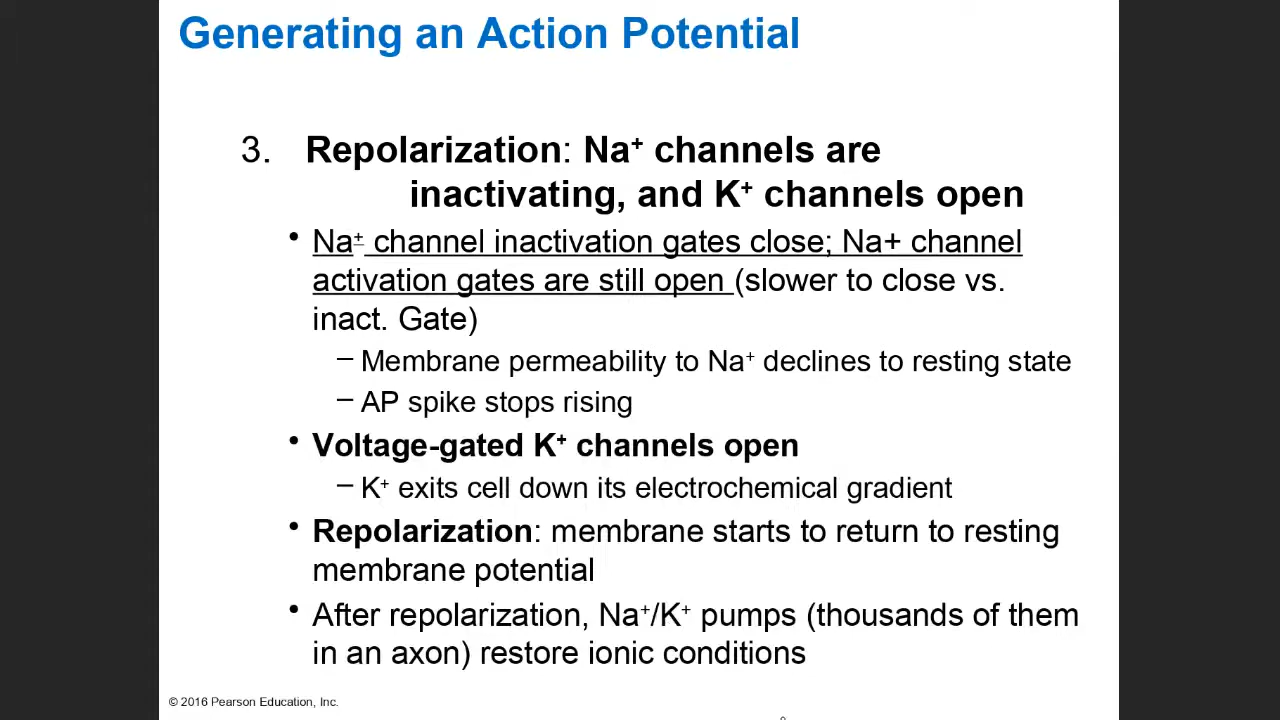 Generating an Action Potential
3. Repolarization: Na⁺ channels are
inactivating, and K⁺ channels open
• Na⁺ channel inactivation gates close; Na+ channel
activation gates are still open (slower to close vs.
inact. Gate)
– Membrane permeability to Na⁺ declines to resting state
– AP spike stops rising
• Voltage-gated K⁺ channels open
– K⁺ exits cell down its electrochemical gradient
• Repolarization: membrane starts to return to resting
membrane potential
• After repolarization, Na⁺/K⁺ pumps (thousands of them
in an axon) restore ionic conditions
© 2016 Pearson Education, Inc.